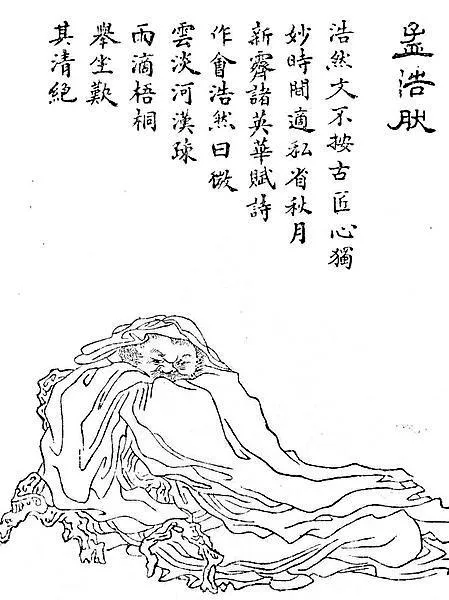 孟浩肰
浩然文不按古匠心獨
妙時閒適私省秋月
新霽諸英華賦詩
作會浩然曰微
雲淡河漢疎
雨滴梧桐
舉坐歎
其清絕